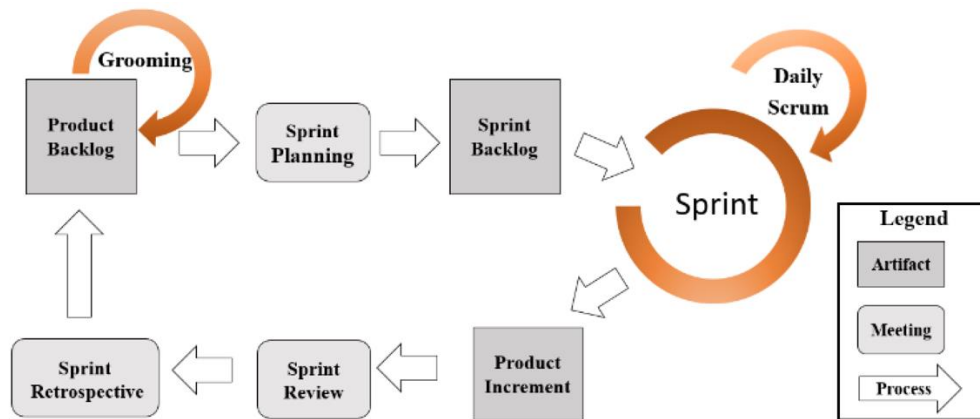 Grooming
Product
Backlog
Sprint
Planning
Sprint
Backlog
Daily
Scrum
Sprint
Legend
Artifact
Meeting
Process
Sprint
Retrospective
Sprint
Review
Product
Increment